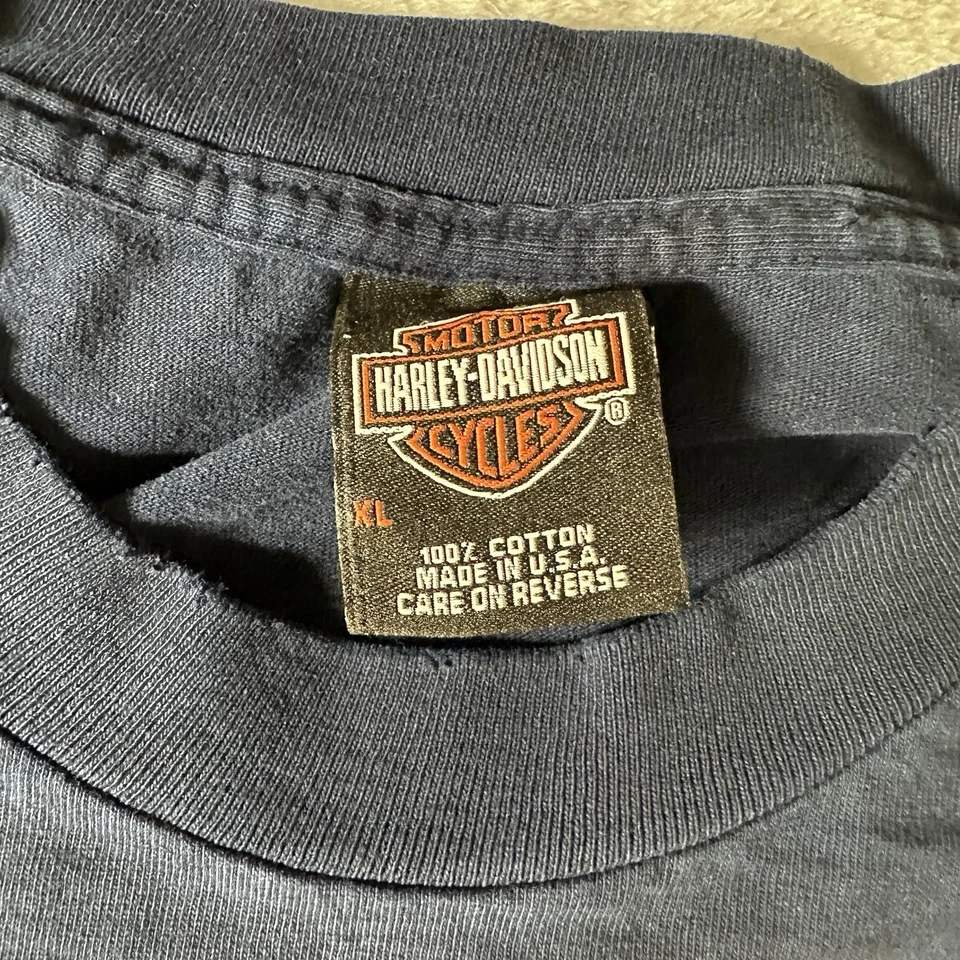 MOTOR
HARLEY-DAVIDSON
CYCLES
®
XL
100% COTTON
MADE IN U.S.A.
CARE ON REVERSE